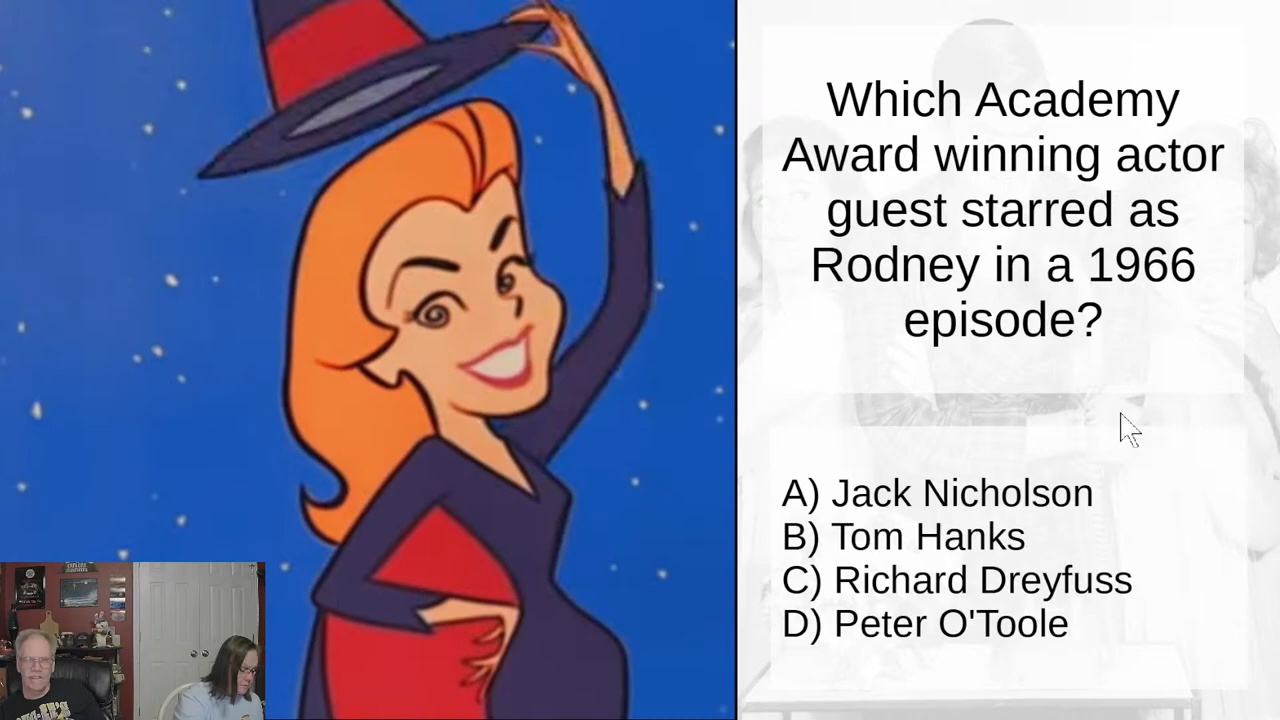 Which Academy
Award winning actor
guest starred as
Rodney in a 1966
episode?
A) Jack Nicholson
B) Tom Hanks
C) Richard Dreyfuss
D) Peter O'Toole